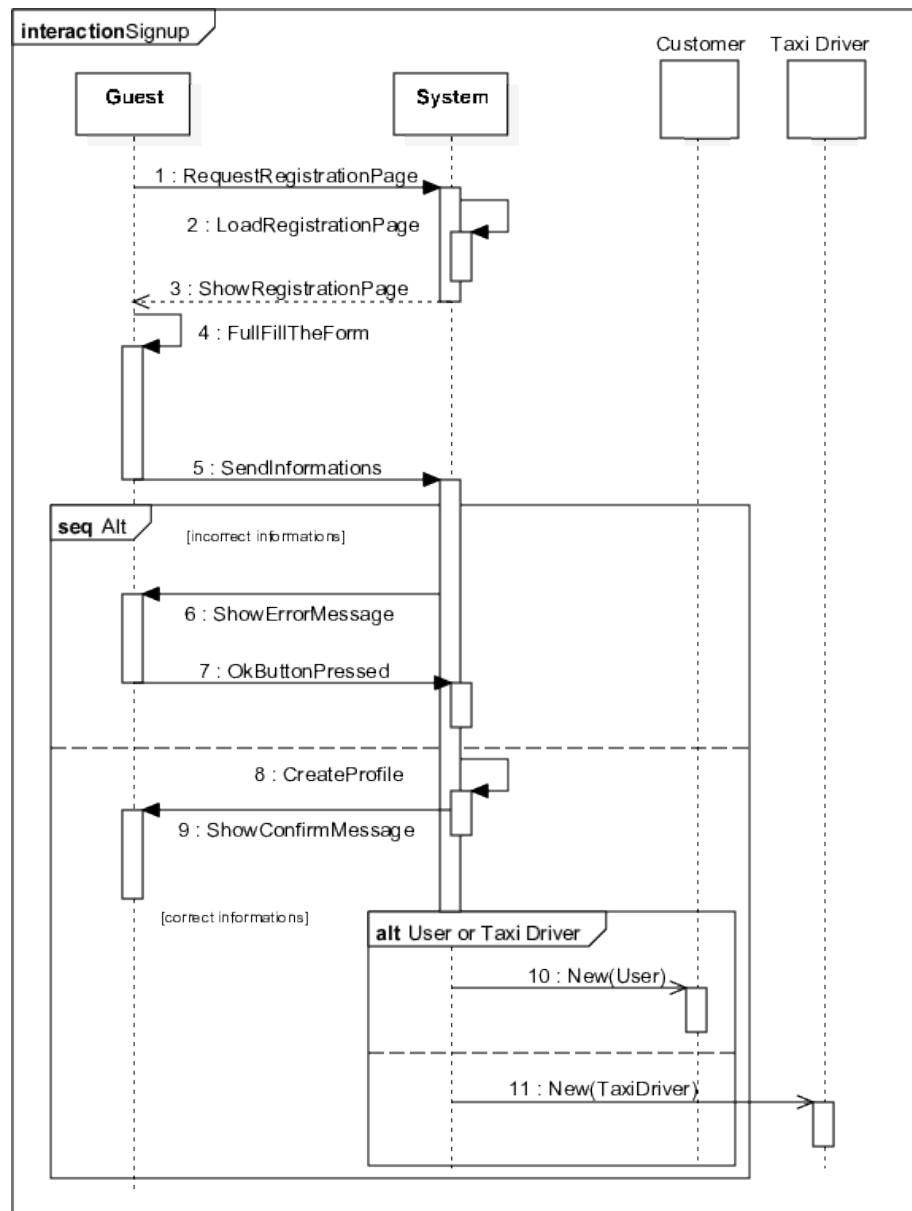 interactionSignup
Customer Taxi Driver
Guest System
1 : RequestRegistrationPage
2 : LoadRegistrationPage
3 : ShowRegistrationPage
4 : FullFillTheForm
5 : SendInformations
seq Alt
[incorrect informations]
6 : ShowErrorMessage
7 : OkButtonPressed
8 : CreateProfile
9 : ShowConfirmMessage
[correct informations]
alt User or Taxi Driver
10 : New(User)
11 : New(TaxiDriver)